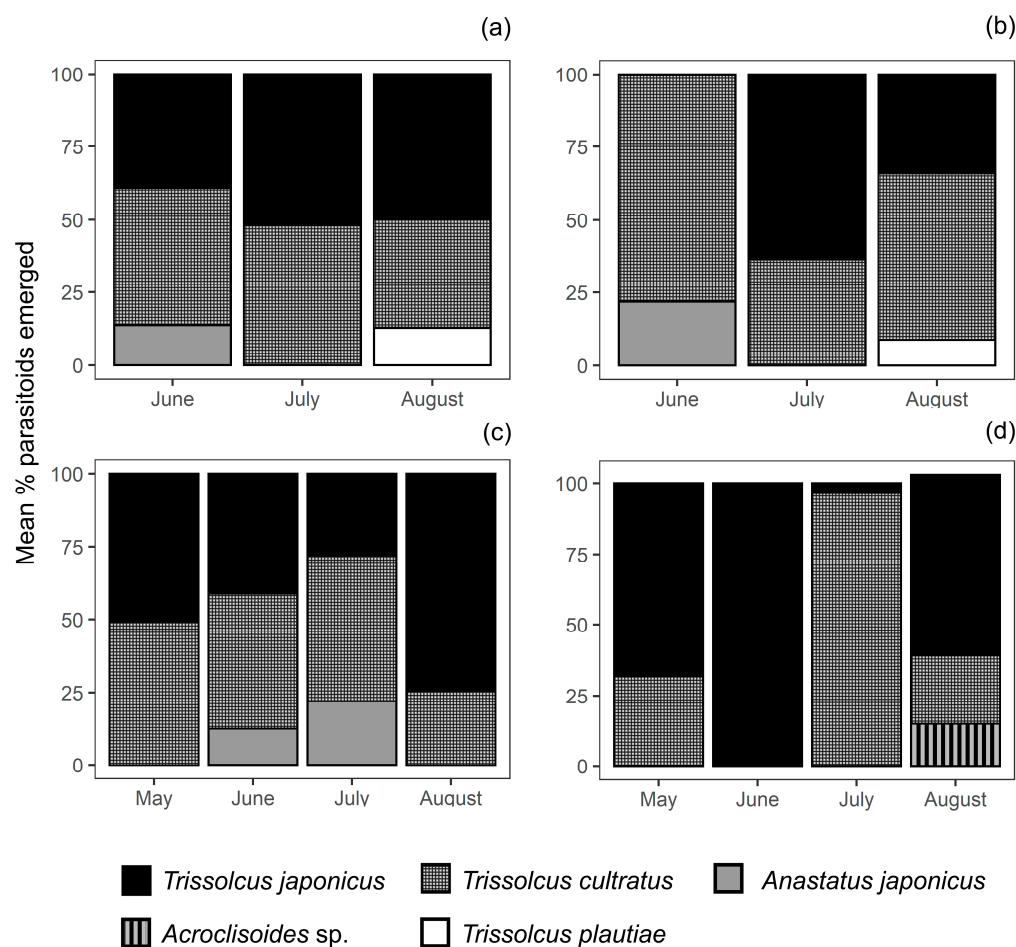 (a)
(b)
100
75
50
25
0
June July August
100
75
50
25
0
June July August
Mean % parasitoids emerged
(c)
(d)
100
75
50
25
0
May June July August
100
75
50
25
0
May June July August
Trissolcus japonicus
Trissolcus cultratus
Anastatus japonicus
Acroclisoides sp.
Trissolcus plautiae